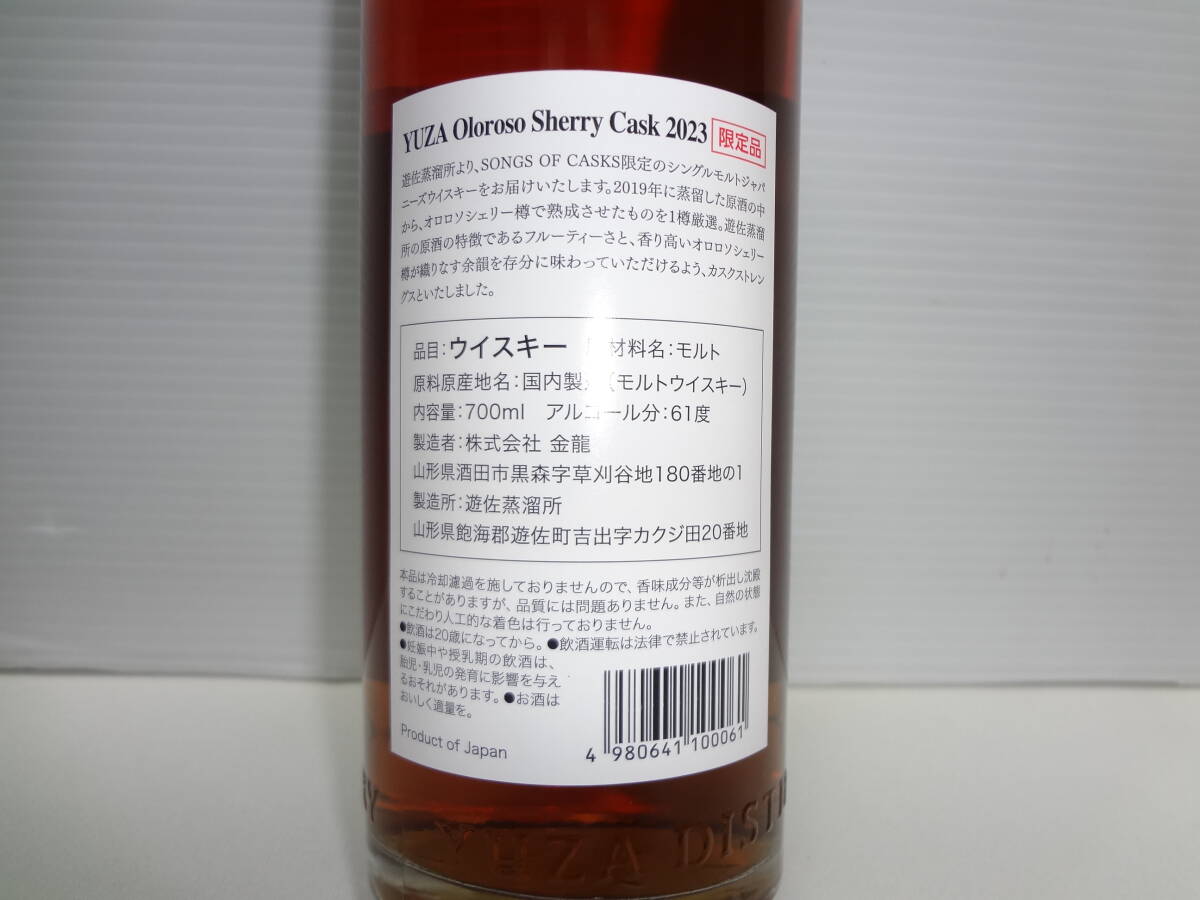 YUZA Oloroso Sherry Cask 2023 限定品
遊佐蒸溜所より、SONGS OF CASKS限定のシングルモルトジャパ
ニーズウイスキーをお届けいたします。2019年に蒸留した原酒の中
から、オロロソシェリー樽で熟成させたものを1樽厳選。遊佐蒸溜
所の原酒の特徴であるフルーティーさと、香り高いオロロソシェリー
樽が織りなす余韻を存分に味わっていただけるよう、カスクストレン
グスといたしました。
品目:ウイスキー 材料名:モルト
原料原産地名:国内製 (モルトウイスキー)
内容量:700ml アルコール分:61度
製造者:株式会社 金龍
山形県酒田市黒森字草刈谷地180番地の1
製造所:遊佐蒸溜所
山形県飽海郡遊佐町吉出字カクジ田20番地
本品は冷却濾過を施しておりませんので、香味成分等が析出し沈殿
することがありますが、品質には問題ありません。また、自然の状態
にこだわり人工的な着色は行っておりません。
●飲酒は20歳になってから。●飲酒運転は法律で禁止されています。
●妊娠中や授乳期の飲酒は、
胎児・乳児の発育に影響を与え
るおそれがあります。●お酒は
おいしく適量を。
Product of Japan
4 980641 100061
RY YUZA DISTI